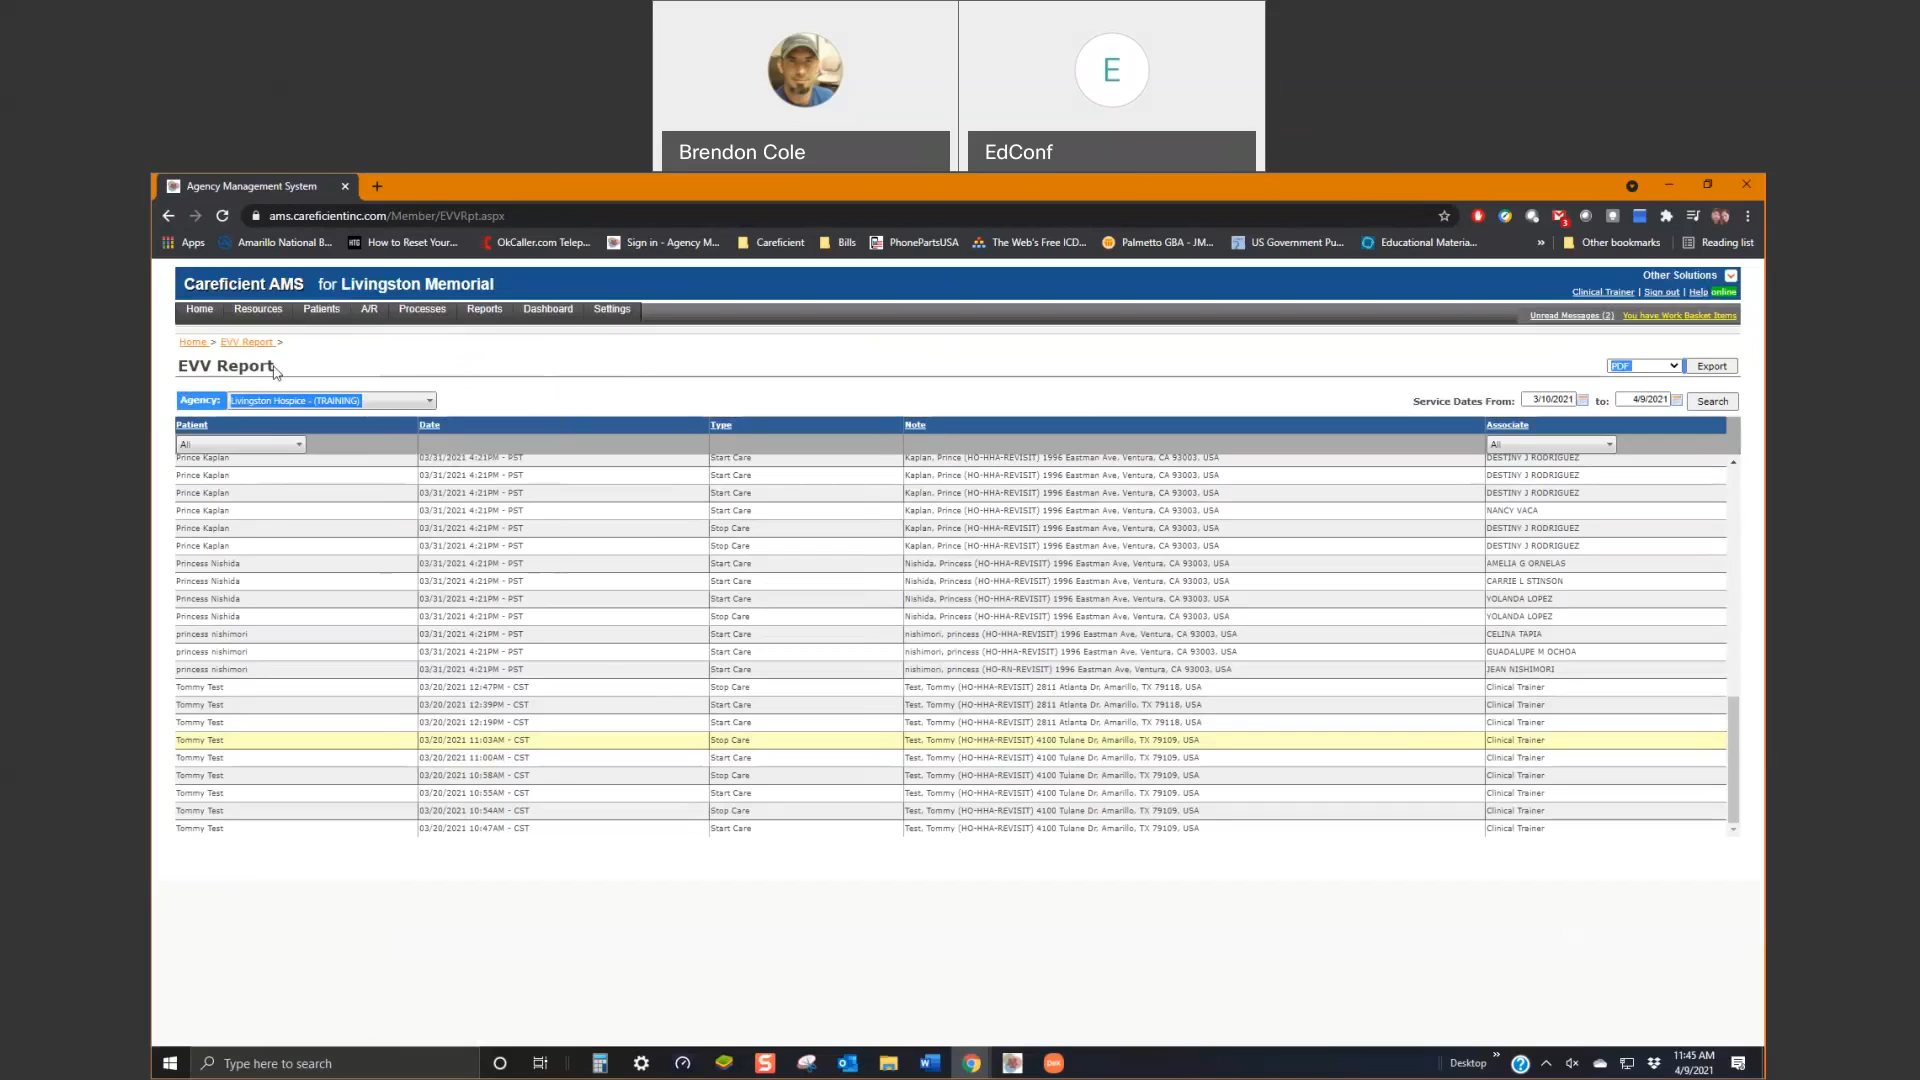 E
Brendon Cole
EdConf
Agency Management System
ams.careficientinc.com/Member/EVVRpt.aspx
3
Apps
Amarillo National B...
HTG How to Reset Your...
OkCaller.com Telep...
Sign in - Agency M...
Careficient
Bills
PhonePartsUSA
The Web's Free ICD...
Palmetto GBA - JM...
US Government Pu...
Educational Materia...
»
Other bookmarks
Reading list
Careficient AMS for Livingston Memorial
Other Solutions
Clinical Trainer | Sign out | Help online
Home Resources Patients A/R Processes Reports Dashboard Settings
Unread Messages (2) You have Work Basket Items
Home > EVV Report >
EVV Report
PDF Export
Agency: Livingston Hospice - (TRAINING)
Service Dates From: 3/10/2021 to: 4/9/2021 Search
Patient Date Type Note Associate
All All
Prince Kaplan 03/31/2021 4:21PM - PST Start Care Kaplan, Prince (HO-HHA-REVISIT) 1996 Eastman Ave, Ventura, CA 93003, USA DESTINY J RODRIGUEZ
Prince Kaplan 03/31/2021 4:21PM - PST Start Care Kaplan, Prince (HO-HHA-REVISIT) 1996 Eastman Ave, Ventura, CA 93003, USA DESTINY J RODRIGUEZ
Prince Kaplan 03/31/2021 4:21PM - PST Start Care Kaplan, Prince (HO-HHA-REVISIT) 1996 Eastman Ave, Ventura, CA 93003, USA DESTINY J RODRIGUEZ
Prince Kaplan 03/31/2021 4:21PM - PST Start Care Kaplan, Prince (HO-HHA-REVISIT) 1996 Eastman Ave, Ventura, CA 93003, USA NANCY VACA
Prince Kaplan 03/31/2021 4:21PM - PST Stop Care Kaplan, Prince (HO-HHA-REVISIT) 1996 Eastman Ave, Ventura, CA 93003, USA DESTINY J RODRIGUEZ
Prince Kaplan 03/31/2021 4:21PM - PST Stop Care Kaplan, Prince (HO-HHA-REVISIT) 1996 Eastman Ave, Ventura, CA 93003, USA DESTINY J RODRIGUEZ
Princess Nishida 03/31/2021 4:21PM - PST Start Care Nishida, Princess (HO-HHA-REVISIT) 1996 Eastman Ave, Ventura, CA 93003, USA AMELIA G ORNELAS
Princess Nishida 03/31/2021 4:21PM - PST Start Care Nishida, Princess (HO-HHA-REVISIT) 1996 Eastman Ave, Ventura, CA 93003, USA CARRIE L STINSON
Princess Nishida 03/31/2021 4:21PM - PST Start Care Nishida, Princess (HO-HHA-REVISIT) 1996 Eastman Ave, Ventura, CA 93003, USA YOLANDA LOPEZ
Princess Nishida 03/31/2021 4:21PM - PST Stop Care Nishida, Princess (HO-HHA-REVISIT) 1996 Eastman Ave, Ventura, CA 93003, USA YOLANDA LOPEZ
princess nishimori 03/31/2021 4:21PM - PST Start Care nishimori, princess (HO-HHA-REVISIT) 1996 Eastman Ave, Ventura, CA 93003, USA CELINA TAPIA
princess nishimori 03/31/2021 4:21PM - PST Start Care nishimori, princess (HO-HHA-REVISIT) 1996 Eastman Ave, Ventura, CA 93003, USA GUADALUPE M OCHOA
princess nishimori 03/31/2021 4:21PM - PST Start Care nishimori, princess (HO-RN-REVISIT) 1996 Eastman Ave, Ventura, CA 93003, USA JEAN NISHIMORI
Tommy Test 03/20/2021 12:47PM - CST Stop Care Test, Tommy (HO-HHA-REVISIT) 2811 Atlanta Dr, Amarillo, TX 79118, USA Clinical Trainer
Tommy Test 03/20/2021 12:39PM - CST Start Care Test, Tommy (HO-HHA-REVISIT) 2811 Atlanta Dr, Amarillo, TX 79118, USA Clinical Trainer
Tommy Test 03/20/2021 12:19PM - CST Start Care Test, Tommy (HO-HHA-REVISIT) 2811 Atlanta Dr, Amarillo, TX 79118, USA Clinical Trainer
Tommy Test 03/20/2021 11:03AM - CST Stop Care Test, Tommy (HO-HHA-REVISIT) 4100 Tulane Dr, Amarillo, TX 79109, USA Clinical Trainer
Tommy Test 03/20/2021 11:00AM - CST Start Care Test, Tommy (HO-HHA-REVISIT) 4100 Tulane Dr, Amarillo, TX 79109, USA Clinical Trainer
Tommy Test 03/20/2021 10:58AM - CST Stop Care Test, Tommy (HO-HHA-REVISIT) 4100 Tulane Dr, Amarillo, TX 79109, USA Clinical Trainer
Tommy Test 03/20/2021 10:55AM - CST Start Care Test, Tommy (HO-HHA-REVISIT) 4100 Tulane Dr, Amarillo, TX 79109, USA Clinical Trainer
Tommy Test 03/20/2021 10:54AM - CST Stop Care Test, Tommy (HO-HHA-REVISIT) 4100 Tulane Dr, Amarillo, TX 79109, USA Clinical Trainer
Tommy Test 03/20/2021 10:47AM - CST Start Care Test, Tommy (HO-HHA-REVISIT) 4100 Tulane Dr, Amarillo, TX 79109, USA Clinical Trainer
Type here to search
Desktop »
11:45 AM
4/9/2021